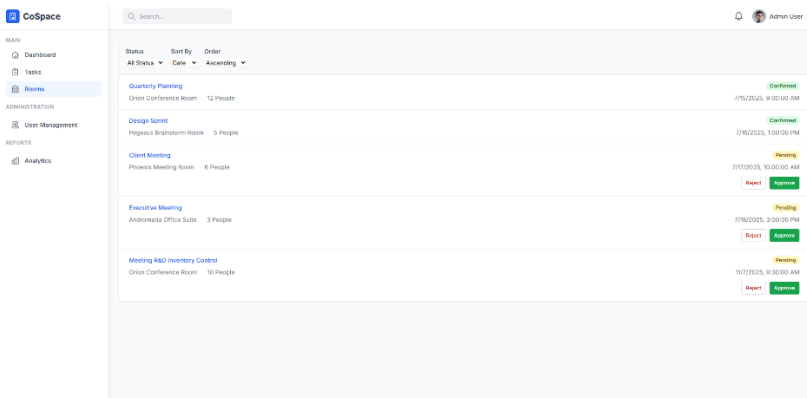 CoSpace
Search...
Admin User
MAIN
Dashboard
Tasks
Rooms
ADMINISTRATION
User Management
REPORTS
Analytics
Status Sort By Order
All Status Date Ascending
Quarterly Planning Confirmed
Orion Conference Room 12 People 7/15/2025, 9:00:00 AM
Design Sprint Confirmed
Pegasus Brainstorm Room 5 People 7/16/2025, 1:00:00 PM
Client Meeting Pending
Phoenix Meeting Room 6 People 7/17/2025, 10:00:00 AM
Reject Approve
Executive Meeting Pending
Andromeda Office Suite 3 People 7/18/2025, 3:00:00 PM
Reject Approve
Meeting R&D Inventory Control Pending
Orion Conference Room 10 People 11/7/2025, 9:30:00 AM
Reject Approve